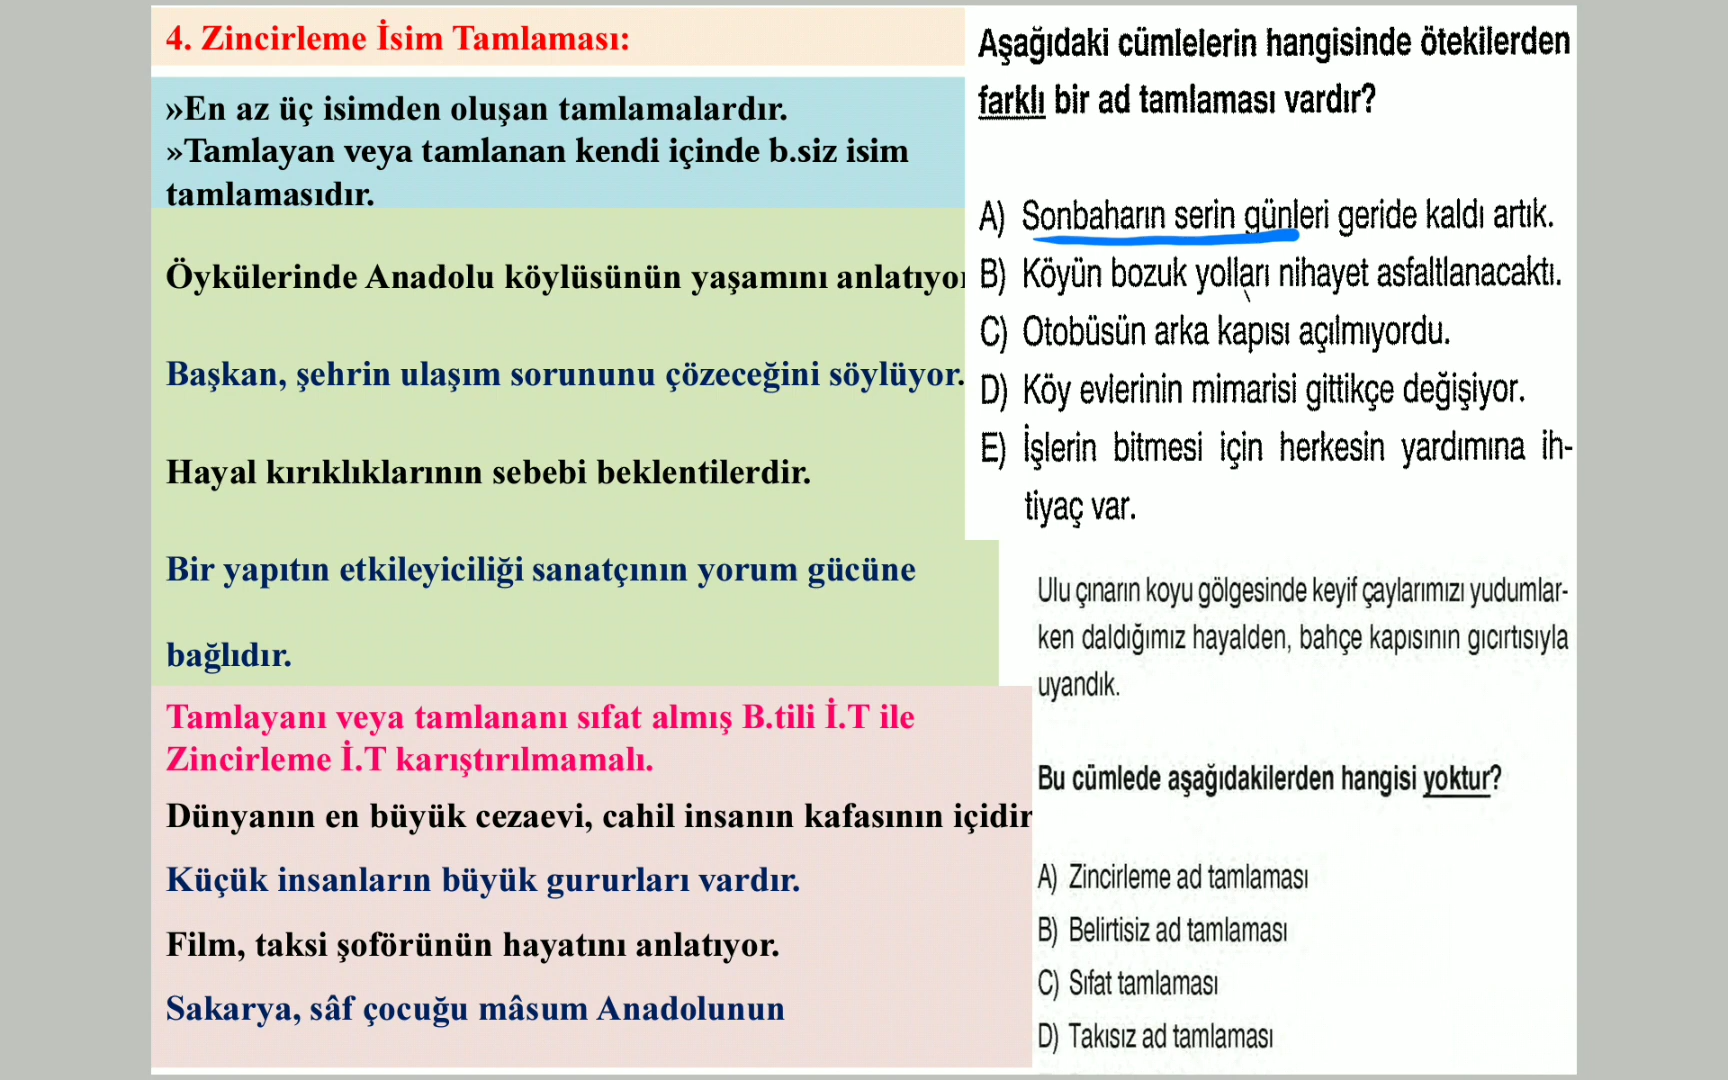 4. Zincirleme İsim Tamlaması:
»En az üç isimden oluşan tamlamalardır.
»Tamlayan veya tamlanan kendi içinde b.siz isim
tamlamasıdır.
Öykülerinde Anadolu köylüsünün yaşamını anlatıyor
Başkan, şehrin ulaşım sorununu çözeceğini söylüyor.
Hayal kırıklıklarının sebebi beklentilerdir.
Bir yapıtın etkileyiciliği sanatçının yorum gücüne
bağlıdır.
Tamlayanı veya tamlananı sıfat almış B.tili İ.T ile
Zincirleme İ.T karıştırılmamalı.
Dünyanın en büyük cezaevi, cahil insanın kafasının içidir
Küçük insanların büyük gururları vardır.
Film, taksi şoförünün hayatını anlatıyor.
Sakarya, sâf çocuğu mâsum Anadolunun
Aşağıdaki cümlelerin hangisinde ötekilerden
farklı bir ad tamlaması vardır?
A) Sonbaharın serin günleri geride kaldı artık.
B) Köyün bozuk yolları nihayet asfaltlanacaktı.
C) Otobüsün arka kapısı açılmıyordu.
D) Köy evlerinin mimarisi gittikçe değişiyor.
E) İşlerin bitmesi için herkesin yardımına ih-
tiyaç var.
Ulu çınarın koyu gölgesinde keyif çaylarımızı yudumlar-
ken daldığımız hayalden, bahçe kapısının gıcırtısıyla
uyandık.
Bu cümlede aşağıdakilerden hangisi yoktur?
A) Zincirleme ad tamlaması
B) Belirtisiz ad tamlaması
C) Sıfat tamlaması
D) Takısız ad tamlaması